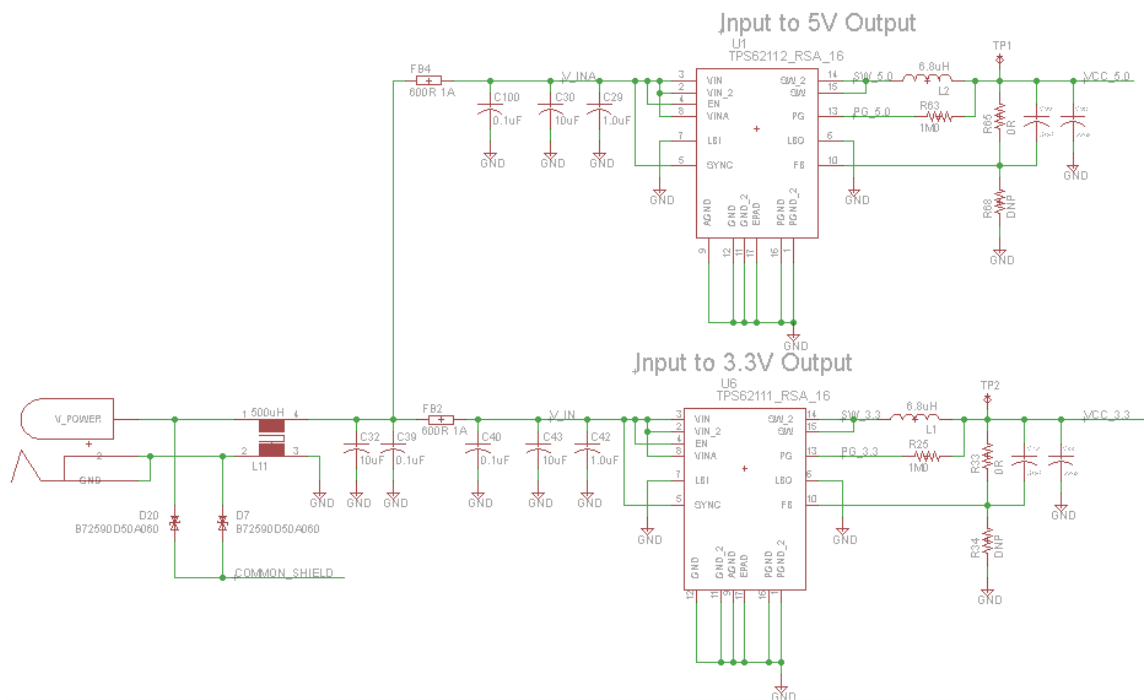 Input to 5V Output
U1
TPS62112_RSA_16
TP1
FB4
600R 1A
V_INA
C100
0.1uF
C30
10uF
C29
1.0uF
GND
GND
GND
3 VIN
2 VIN_2
4 EN
8 VINA
7 LBI
5 SYNC
SW_2 14
SW 15
PG 13
LBO 6
FB 10
AGND
GND
GND_2
EPAD
PGND
PGND_2
9
12
11
17
16
1
SW_5.0
6.8uH
L2
VCC_5.0
PG_5.0
R63
1M0
R65
0R
R68
DNP
GND
GND
GND
GND
GND
GND
Input to 3.3V Output
U6
TPS62111_RSA_16
TP2
V_POWER
2
GND
1
500uH
4
2
L11
3
GND
C32
10uF
C39
0.1uF
GND
GND
FB2
600R 1A
V_IN
C40
0.1uF
C43
10uF
C42
1.0uF
GND
GND
GND
3 VIN
2 VIN_2
4 EN
8 VINA
7 LBI
5 SYNC
SW_2 14
SW 15
PG 13
LBO 6
FB 10
GND
GND_2
AGND
EPAD
PGND
PGND_2
12
11
9
17
16
1
SW_3.3
6.8uH
L1
VCC_3.3
PG_3.3
R25
1M0
R33
0R
R34
DNP
GND
GND
GND
GND
GND
D20
B72590D50A060
D7
B72590D50A060
COMMON_SHIELD